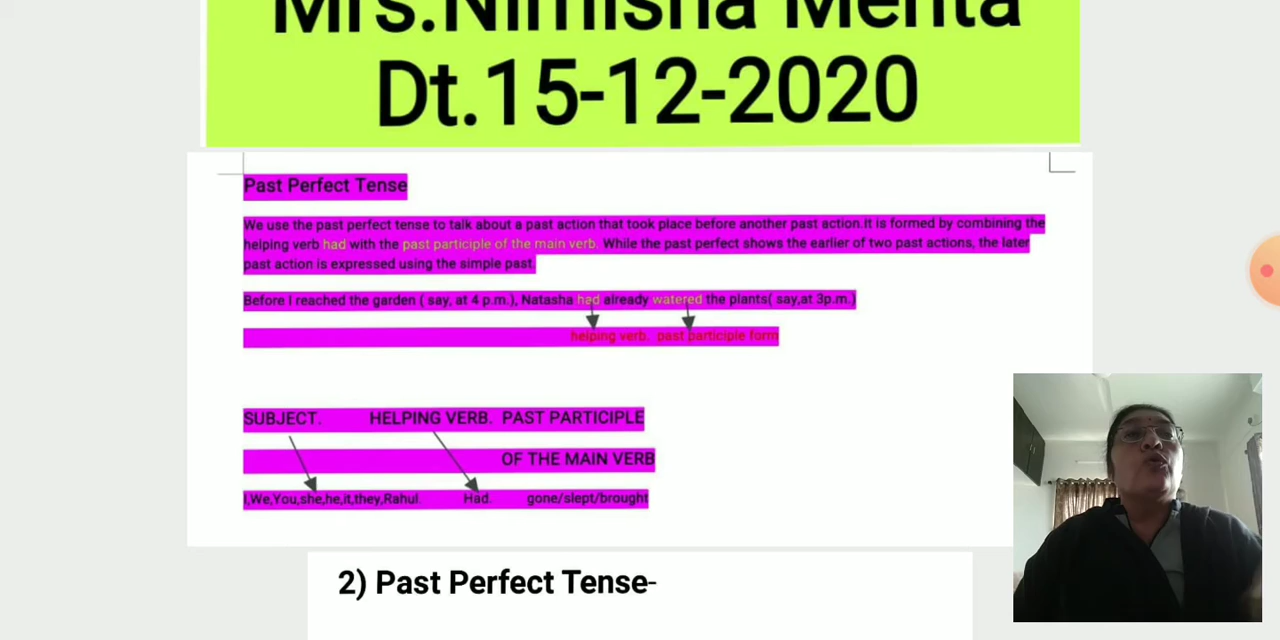 Mrs.Nimisha Mehta
Dt.15-12-2020
Past Perfect Tense
We use the past perfect tense to talk about a past action that took place before another past action.It is formed by combining the
helping verb had with the past participle of the main verb. While the past perfect shows the earlier of two past actions, the later
past action is expressed using the simple past.
Before I reached the garden ( say, at 4 p.m.), Natasha had already watered the plants( say,at 3p.m.)
helping verb. past participle form
SUBJECT. HELPING VERB. PAST PARTICIPLE
OF THE MAIN VERB
I,We,You,she,he,it,they,Rahul. Had. gone/slept/brought
2) Past Perfect Tense-